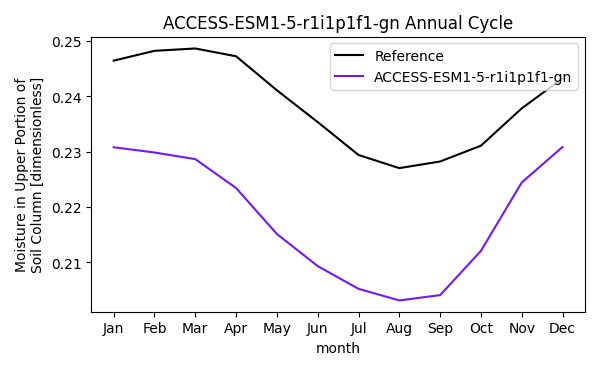 ACCESS-ESM1-5-r1i1p1f1-gn Annual Cycle
Reference
ACCESS-ESM1-5-r1i1p1f1-gn
Moisture in Upper Portion of
Soil Column [dimensionless]
0.25
0.24
0.23
0.22
0.21
Jan Feb Mar Apr May Jun Jul Aug Sep Oct Nov Dec
month